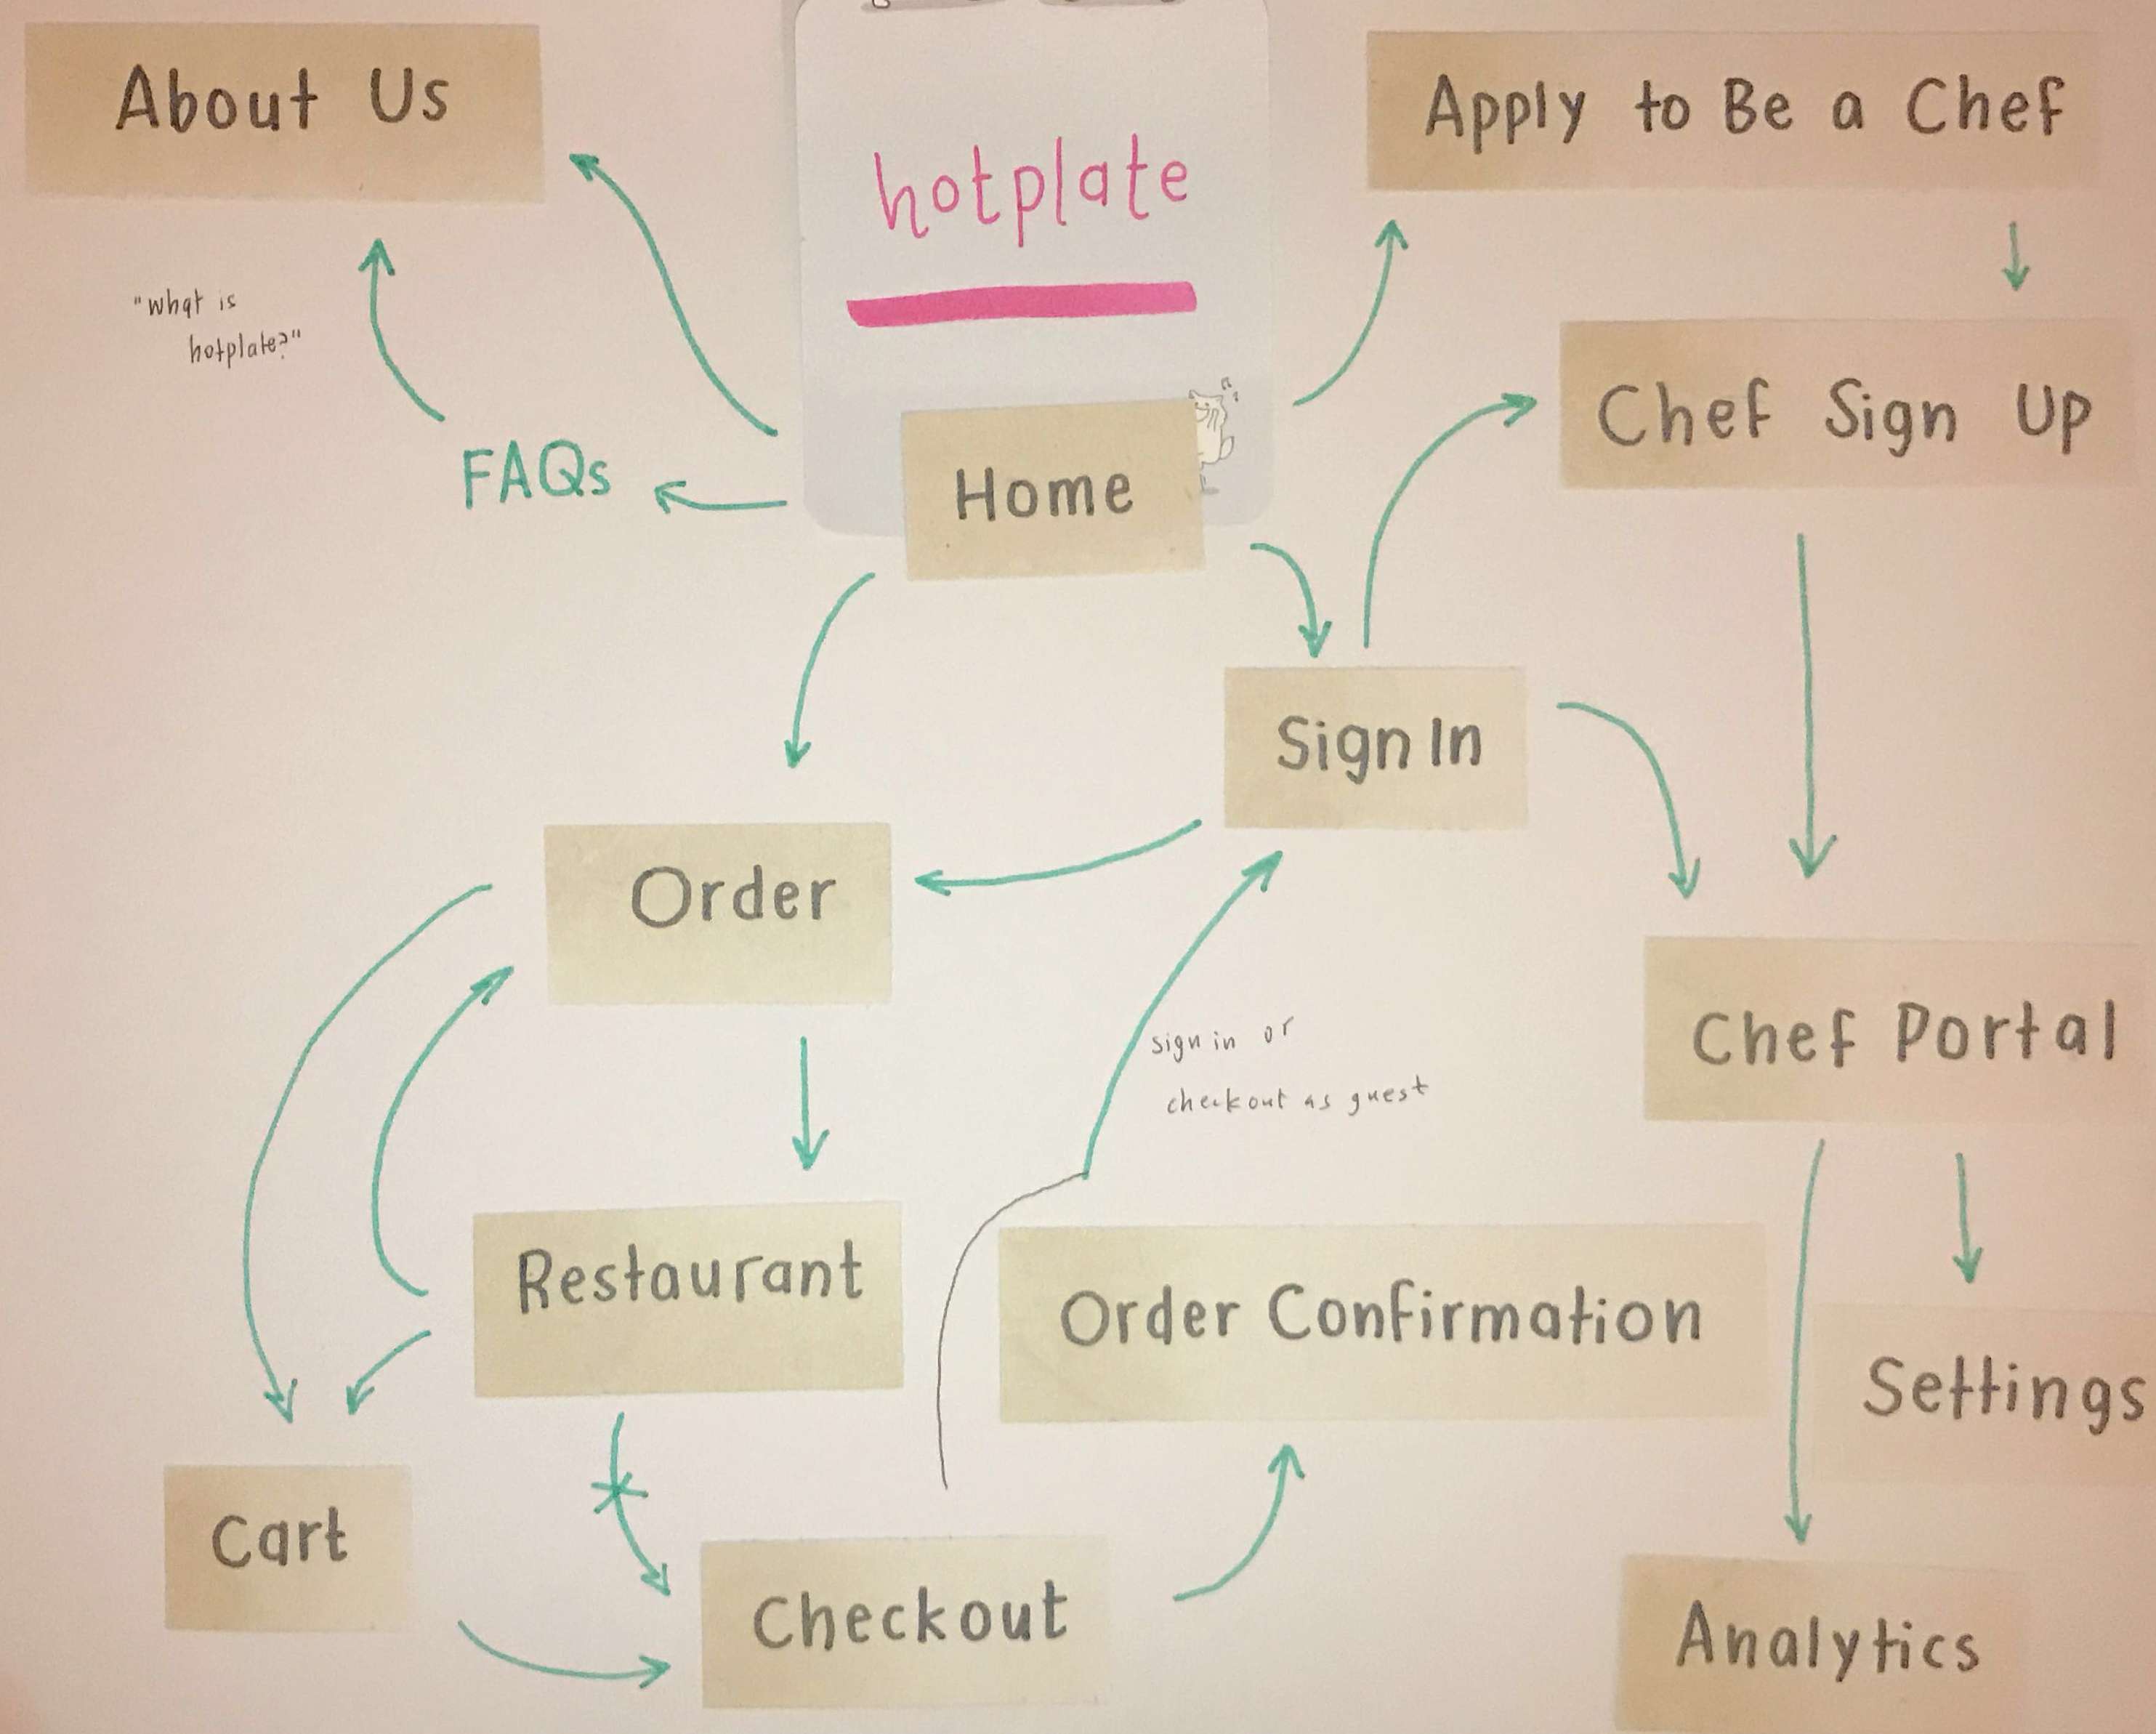 About Us
hotplate
Apply to Be a Chef
"what is
hotplate?"
FAQs
Home
Chef Sign Up
Sign In
Order
Chef Portal
sign in or
checkout as guest
Restaurant
Order Confirmation
Settings
Cart
Checkout
Analytics